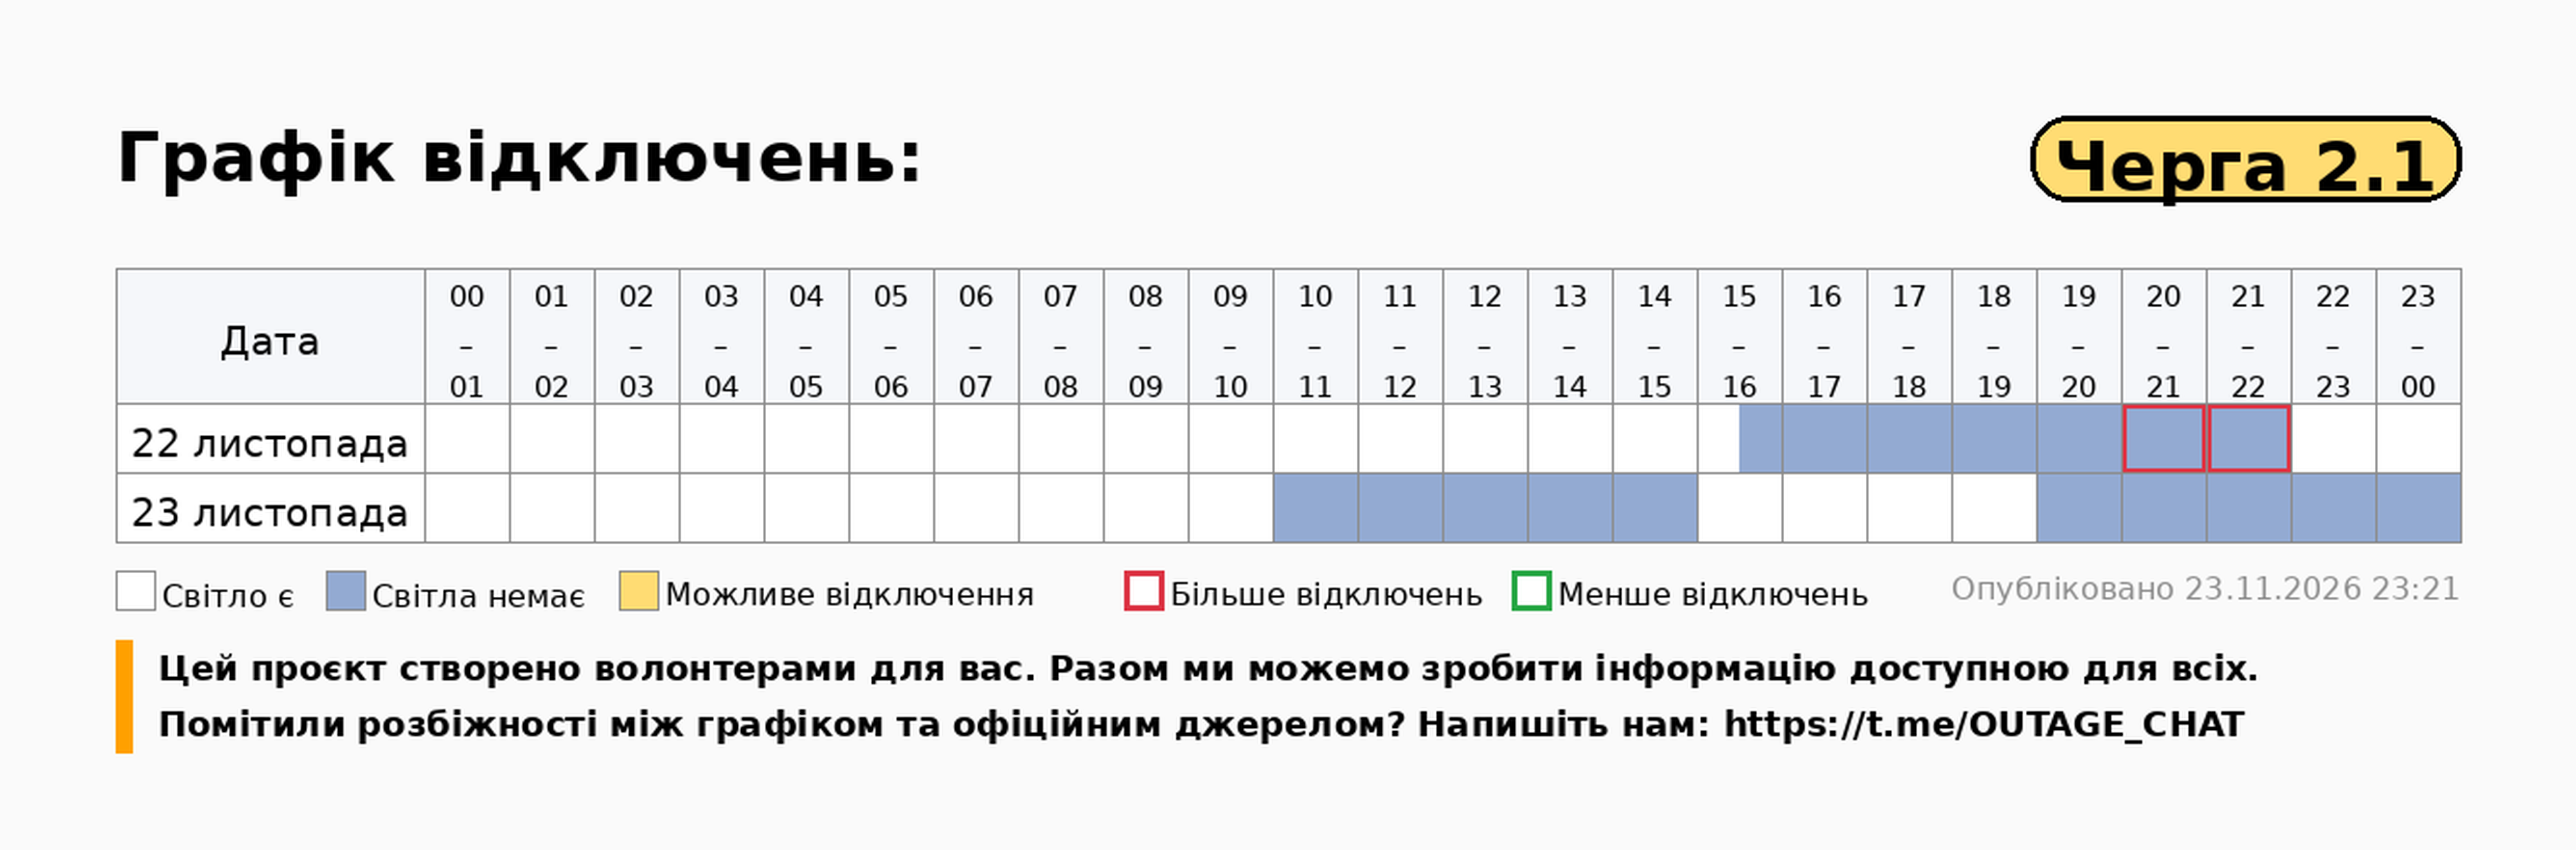 Графік відключень:
Черга 2.1
Дата
00 – 01
01 – 02
02 – 03
03 – 04
04 – 05
05 – 06
06 – 07
07 – 08
08 – 09
09 – 10
10 – 11
11 – 12
12 – 13
13 – 14
14 – 15
15 – 16
16 – 17
17 – 18
18 – 19
19 – 20
20 – 21
21 – 22
22 – 23
23 – 00
22 листопада
23 листопада
Світло є
Світла немає
Можливе відключення
Більше відключень
Менше відключень
Опубліковано 23.11.2026 23:21
Цей проєкт створено волонтерами для вас. Разом ми можемо зробити інформацію доступною для всіх.
Помітили розбіжності між графіком та офіційним джерелом? Напишіть нам: https://t.me/OUTAGE_CHAT